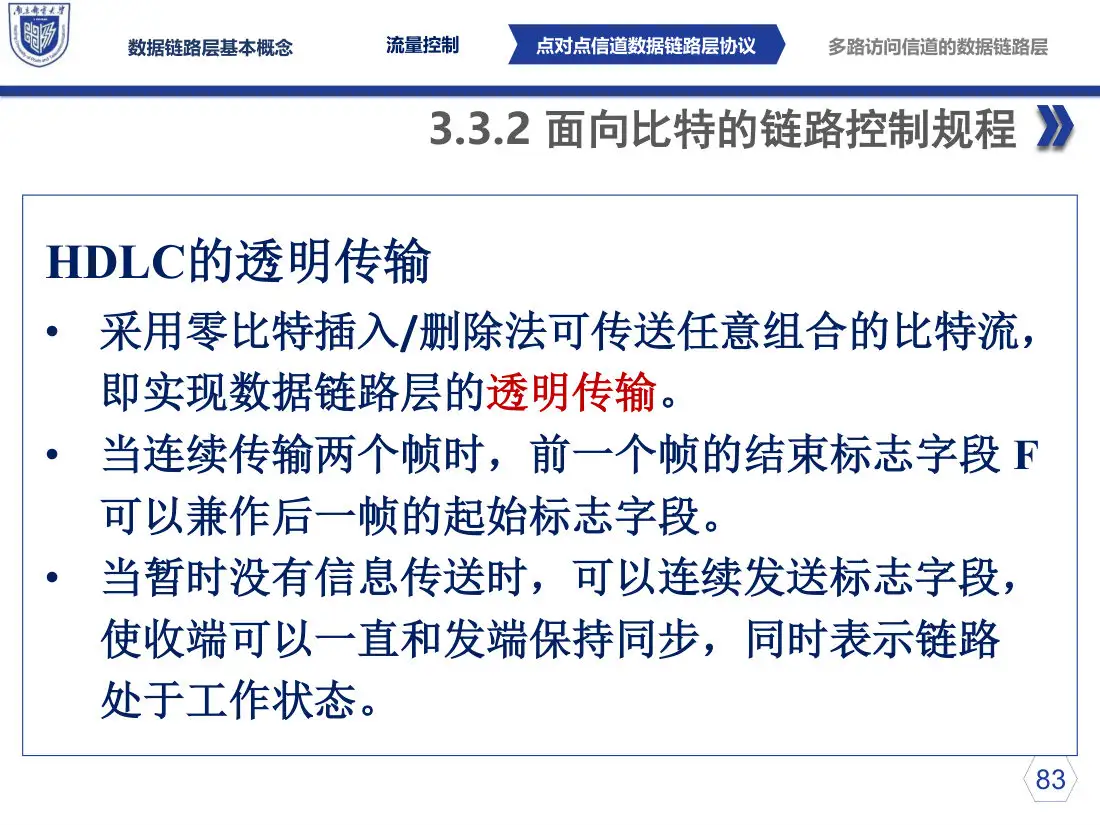 南京邮电大学
数据链路层基本概念
流量控制
点对点信道数据链路层协议
多路访问信道的数据链路层
3.3.2 面向比特的链路控制规程
HDLC的透明传输
• 采用零比特插入/删除法可传送任意组合的比特流，
即实现数据链路层的透明传输。
• 当连续传输两个帧时，前一个帧的结束标志字段 F
可以兼作后一帧的起始标志字段。
• 当暂时没有信息传送时，可以连续发送标志字段，
使收端可以一直和发端保持同步，同时表示链路
处于工作状态。
83